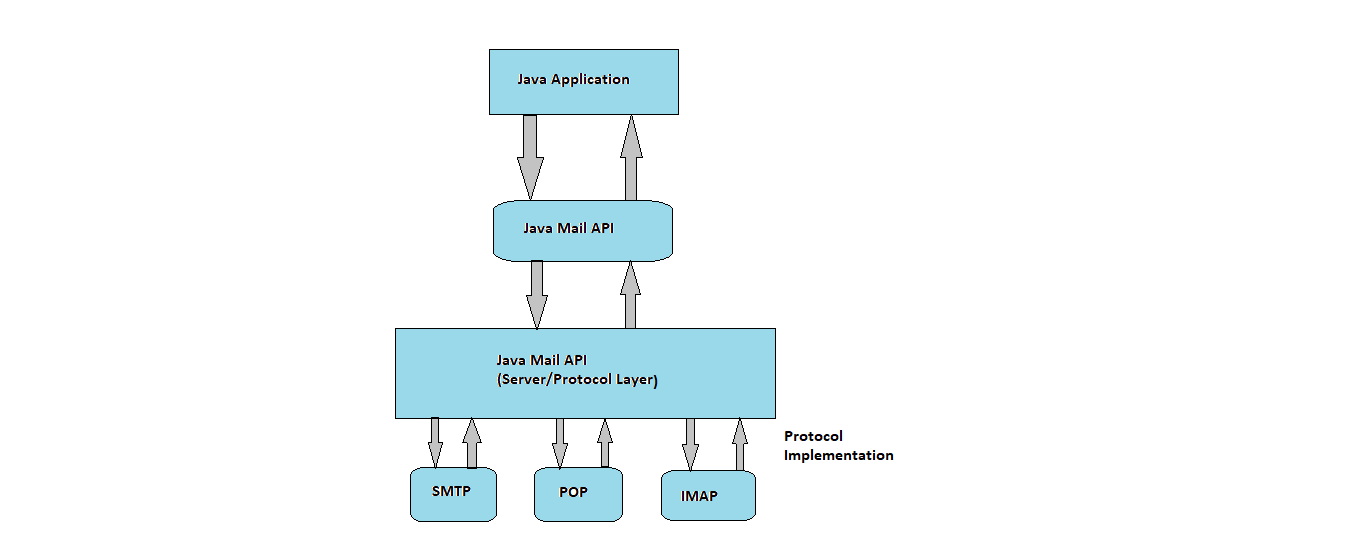 Java Application
Java Mail API
Java Mail API
(Server/Protocol Layer)
Protocol
Implementation
SMTP
POP
IMAP